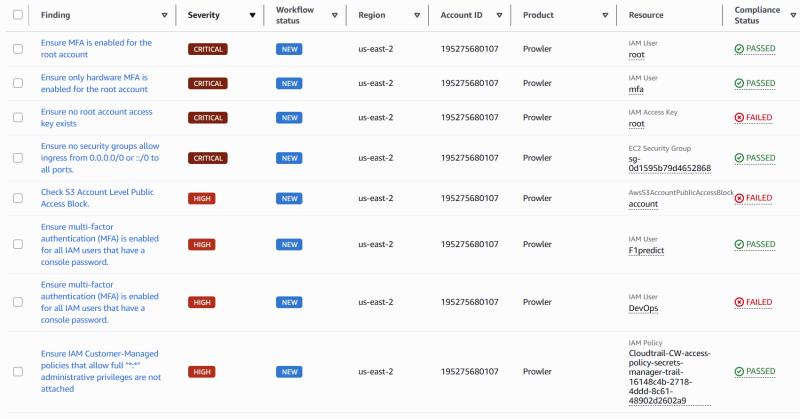 Finding
Severity
Workflow
status
Region
Account ID
Product
Resource
Compliance
Status
Ensure MFA is enabled for the
root account
CRITICAL
NEW
us-east-2
195275680107
Prowler
IAM User
root
PASSED
Ensure only hardware MFA is
enabled for the root account
CRITICAL
NEW
us-east-2
195275680107
Prowler
IAM User
mfa
PASSED
Ensure no root account access
key exists
CRITICAL
NEW
us-east-2
195275680107
Prowler
IAM Access Key
root
FAILED
Ensure no security groups allow
ingress from 0.0.0.0/0 or ::/0 to
all ports.
CRITICAL
NEW
us-east-2
195275680107
Prowler
EC2 Security Group
sg-
0d1595b79d4652868
PASSED
Check S3 Account Level Public
Access Block.
HIGH
NEW
us-east-2
195275680107
Prowler
AwsS3AccountPublicAccessBlock
account
FAILED
Ensure multi-factor
authentication (MFA) is enabled
for all IAM users that have a
console password.
HIGH
NEW
us-east-2
195275680107
Prowler
IAM User
F1predict
PASSED
Ensure multi-factor
authentication (MFA) is enabled
for all IAM users that have a
console password.
HIGH
NEW
us-east-2
195275680107
Prowler
IAM User
DevOps
FAILED
Ensure IAM Customer-Managed
policies that allow full "*:*"
administrative privileges are not
attached
HIGH
NEW
us-east-2
195275680107
Prowler
IAM Policy
Cloudtrail-CW-access-
policy-secrets-
manager-trail-
16148c4b-2718-
4ddd-8c61-
48902d2602a9
PASSED